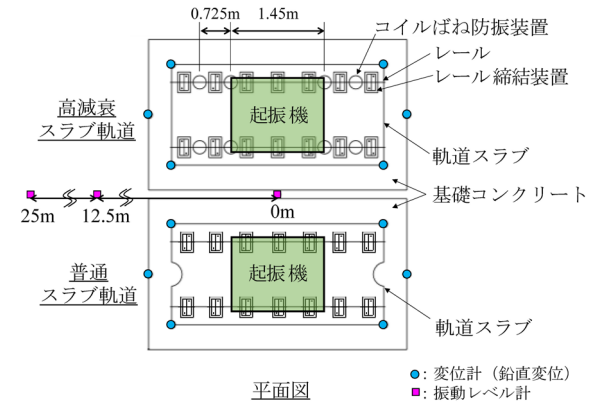 0.725m
1.45m
コイルばね防振装置
レール
レール締結装置
起振機
高減衰
スラブ軌道
軌道スラブ
基礎コンクリート
25m
12.5m
0m
普通
スラブ軌道
起振機
軌道スラブ
平面図
：変位計（鉛直変位）
：振動レベル計